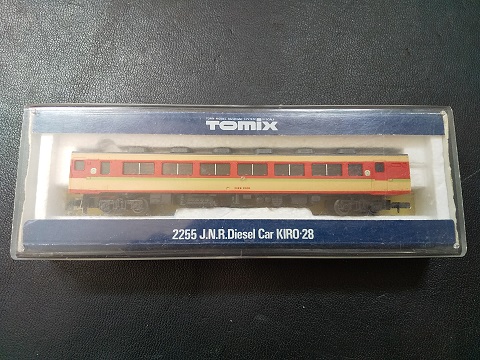 TOMIX
2255 J.N.R.Diesel Car KIRO·28